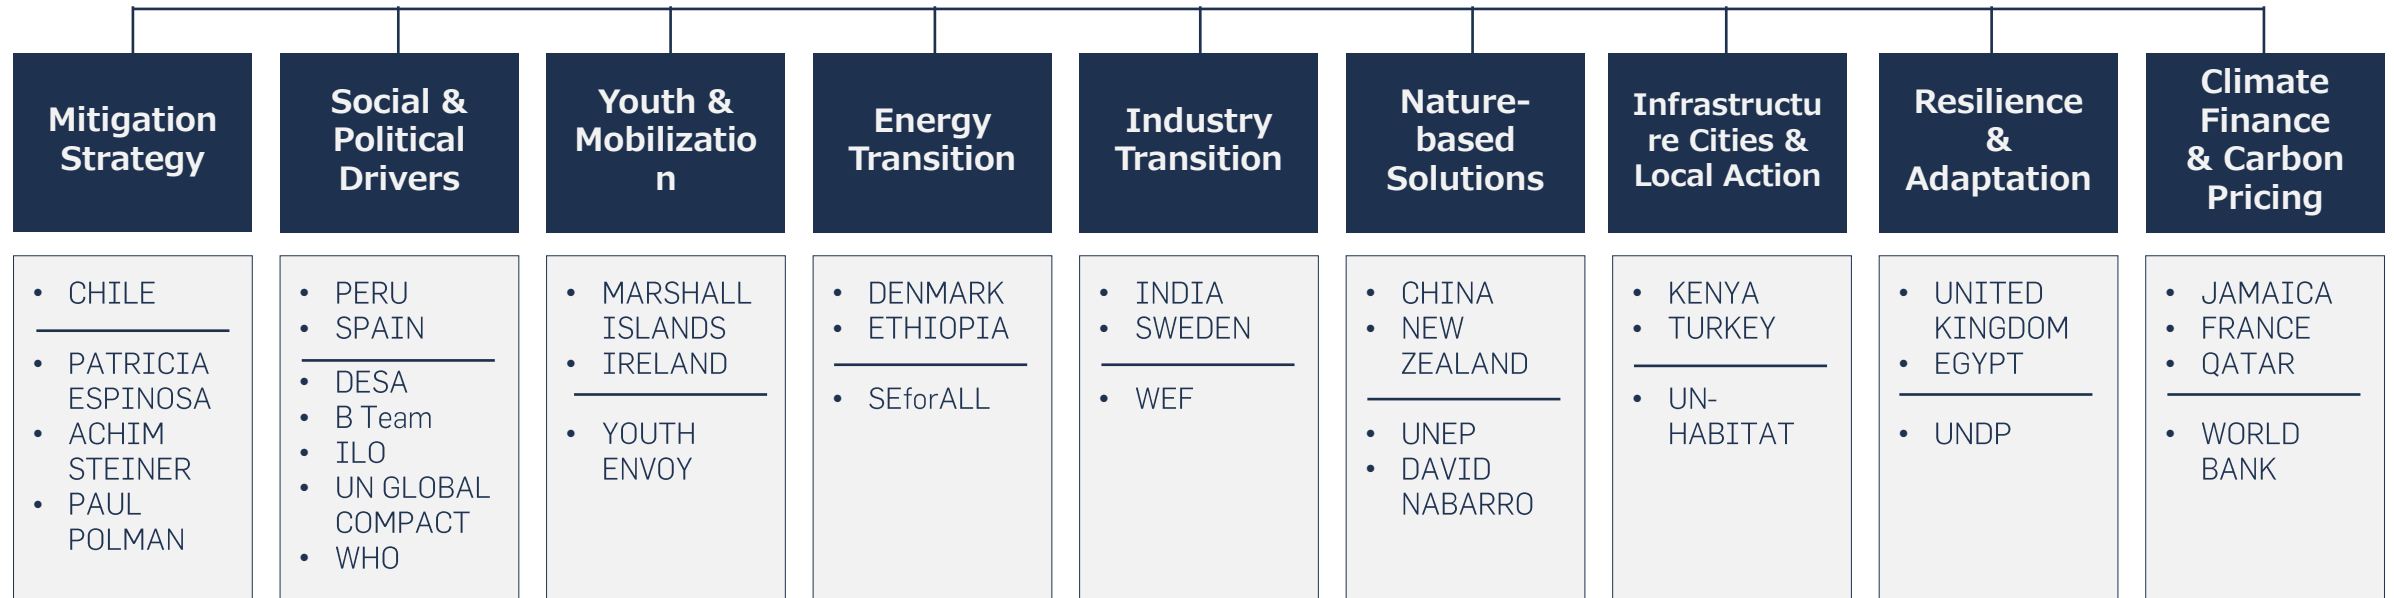 Mitigation
Strategy
Social &
Political
Drivers
Youth &
Mobilizatio
n
Energy
Transition
Industry
Transition
Nature-
based
Solutions
Infrastructu
re Cities &
Local Action
Resilience
&
Adaptation
Climate
Finance
& Carbon
Pricing
• CHILE
• PATRICIA
ESPINOSA
• ACHIM
STEINER
• PAUL
POLMAN
• PERU
• SPAIN
• DESA
• B Team
• ILO
• UN GLOBAL
COMPACT
• WHO
• MARSHALL
ISLANDS
• IRELAND
• YOUTH
ENVOY
• DENMARK
• ETHIOPIA
• SEforALL
• INDIA
• SWEDEN
• WEF
• CHINA
• NEW
ZEALAND
• UNEP
• DAVID
NABARRO
• KENYA
• TURKEY
• UN-
HABITAT
• UNITED
KINGDOM
• EGYPT
• UNDP
• JAMAICA
• FRANCE
• QATAR
• WORLD
BANK